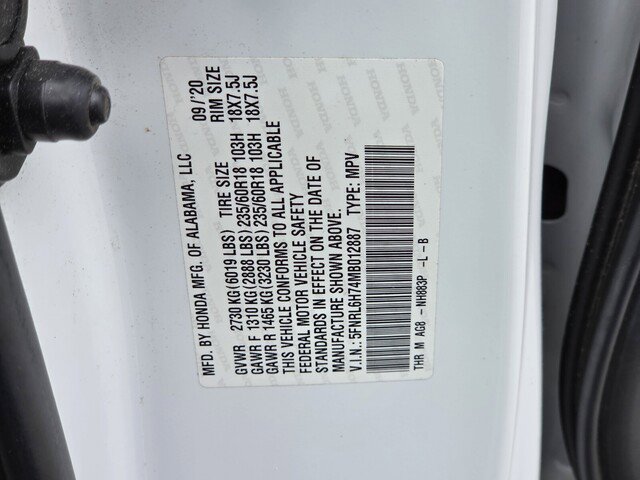 MFD. BY HONDA MFG. OF ALABAMA, LLC 09/'20
GVWR 2730 KG(6019 LBS) TIRE SIZE RIM SIZE
GAWR F 1310 KG(2889 LBS) 235/60R18 103H 18X7.5J
GAWR R 1465 KG(3230 LBS) 235/60R18 103H 18X7.5J
THIS VEHICLE CONFORMS TO ALL APPLICABLE
FEDERAL MOTOR VEHICLE SAFETY
STANDARDS IN EFFECT ON THE DATE OF
MANUFACTURE SHOWN ABOVE.
V.I.N.: 5FNRL6H74MB012887 TYPE: MPV
THR M AG8 - NH883P -L -B